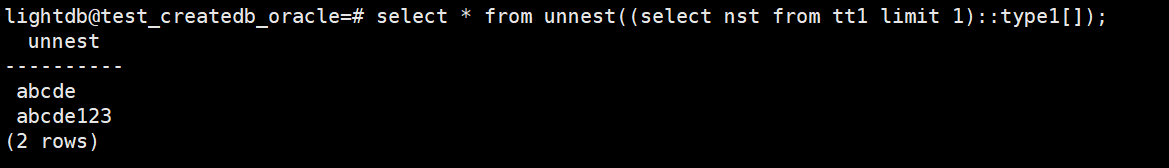 lightdb@test_createdb_oracle=# select * from unnest((select nst from tt1 limit 1)::type1[]);
  unnest
----------
 abcde
 abcde123
(2 rows)